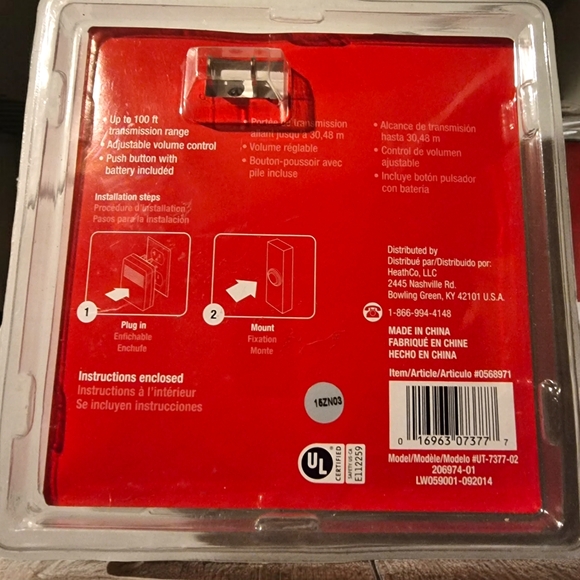 • Up to 100 ft
transmission range
• Adjustable volume control
• Push button with
battery included
Portée de transmission
allant jusqu'à 30,48 m
• Volume réglable
• Bouton-poussoir avec
pile incluse
• Alcance de transmisión
hasta 30,48 m
• Control de volumen
ajustable
• Incluye botón pulsador
con batería
Installation steps
Procédure d'installation
Pasos para la instalación
1
Plug in
Enfichable
Enchufe
2
Mount
Fixation
Monte
Instructions enclosed
Instructions à l'intérieur
Se incluyen instrucciones
Distributed by
Distribué par/Distribuido por:
HeathCo, LLC
2445 Nashville Rd.
Bowling Green, KY 42101 U.S.A.
1-866-994-4148
MADE IN CHINA
FABRIQUÉ EN CHINE
HECHO EN CHINA
Item/Article/Articulo #0568971
0 16963 07377 7
Model/Modèle/Modelo #UT-7377-02
206974-01
LW059001-092014
16ZN03
UL
CERTIFIED
SAFETY US-CA
E112259